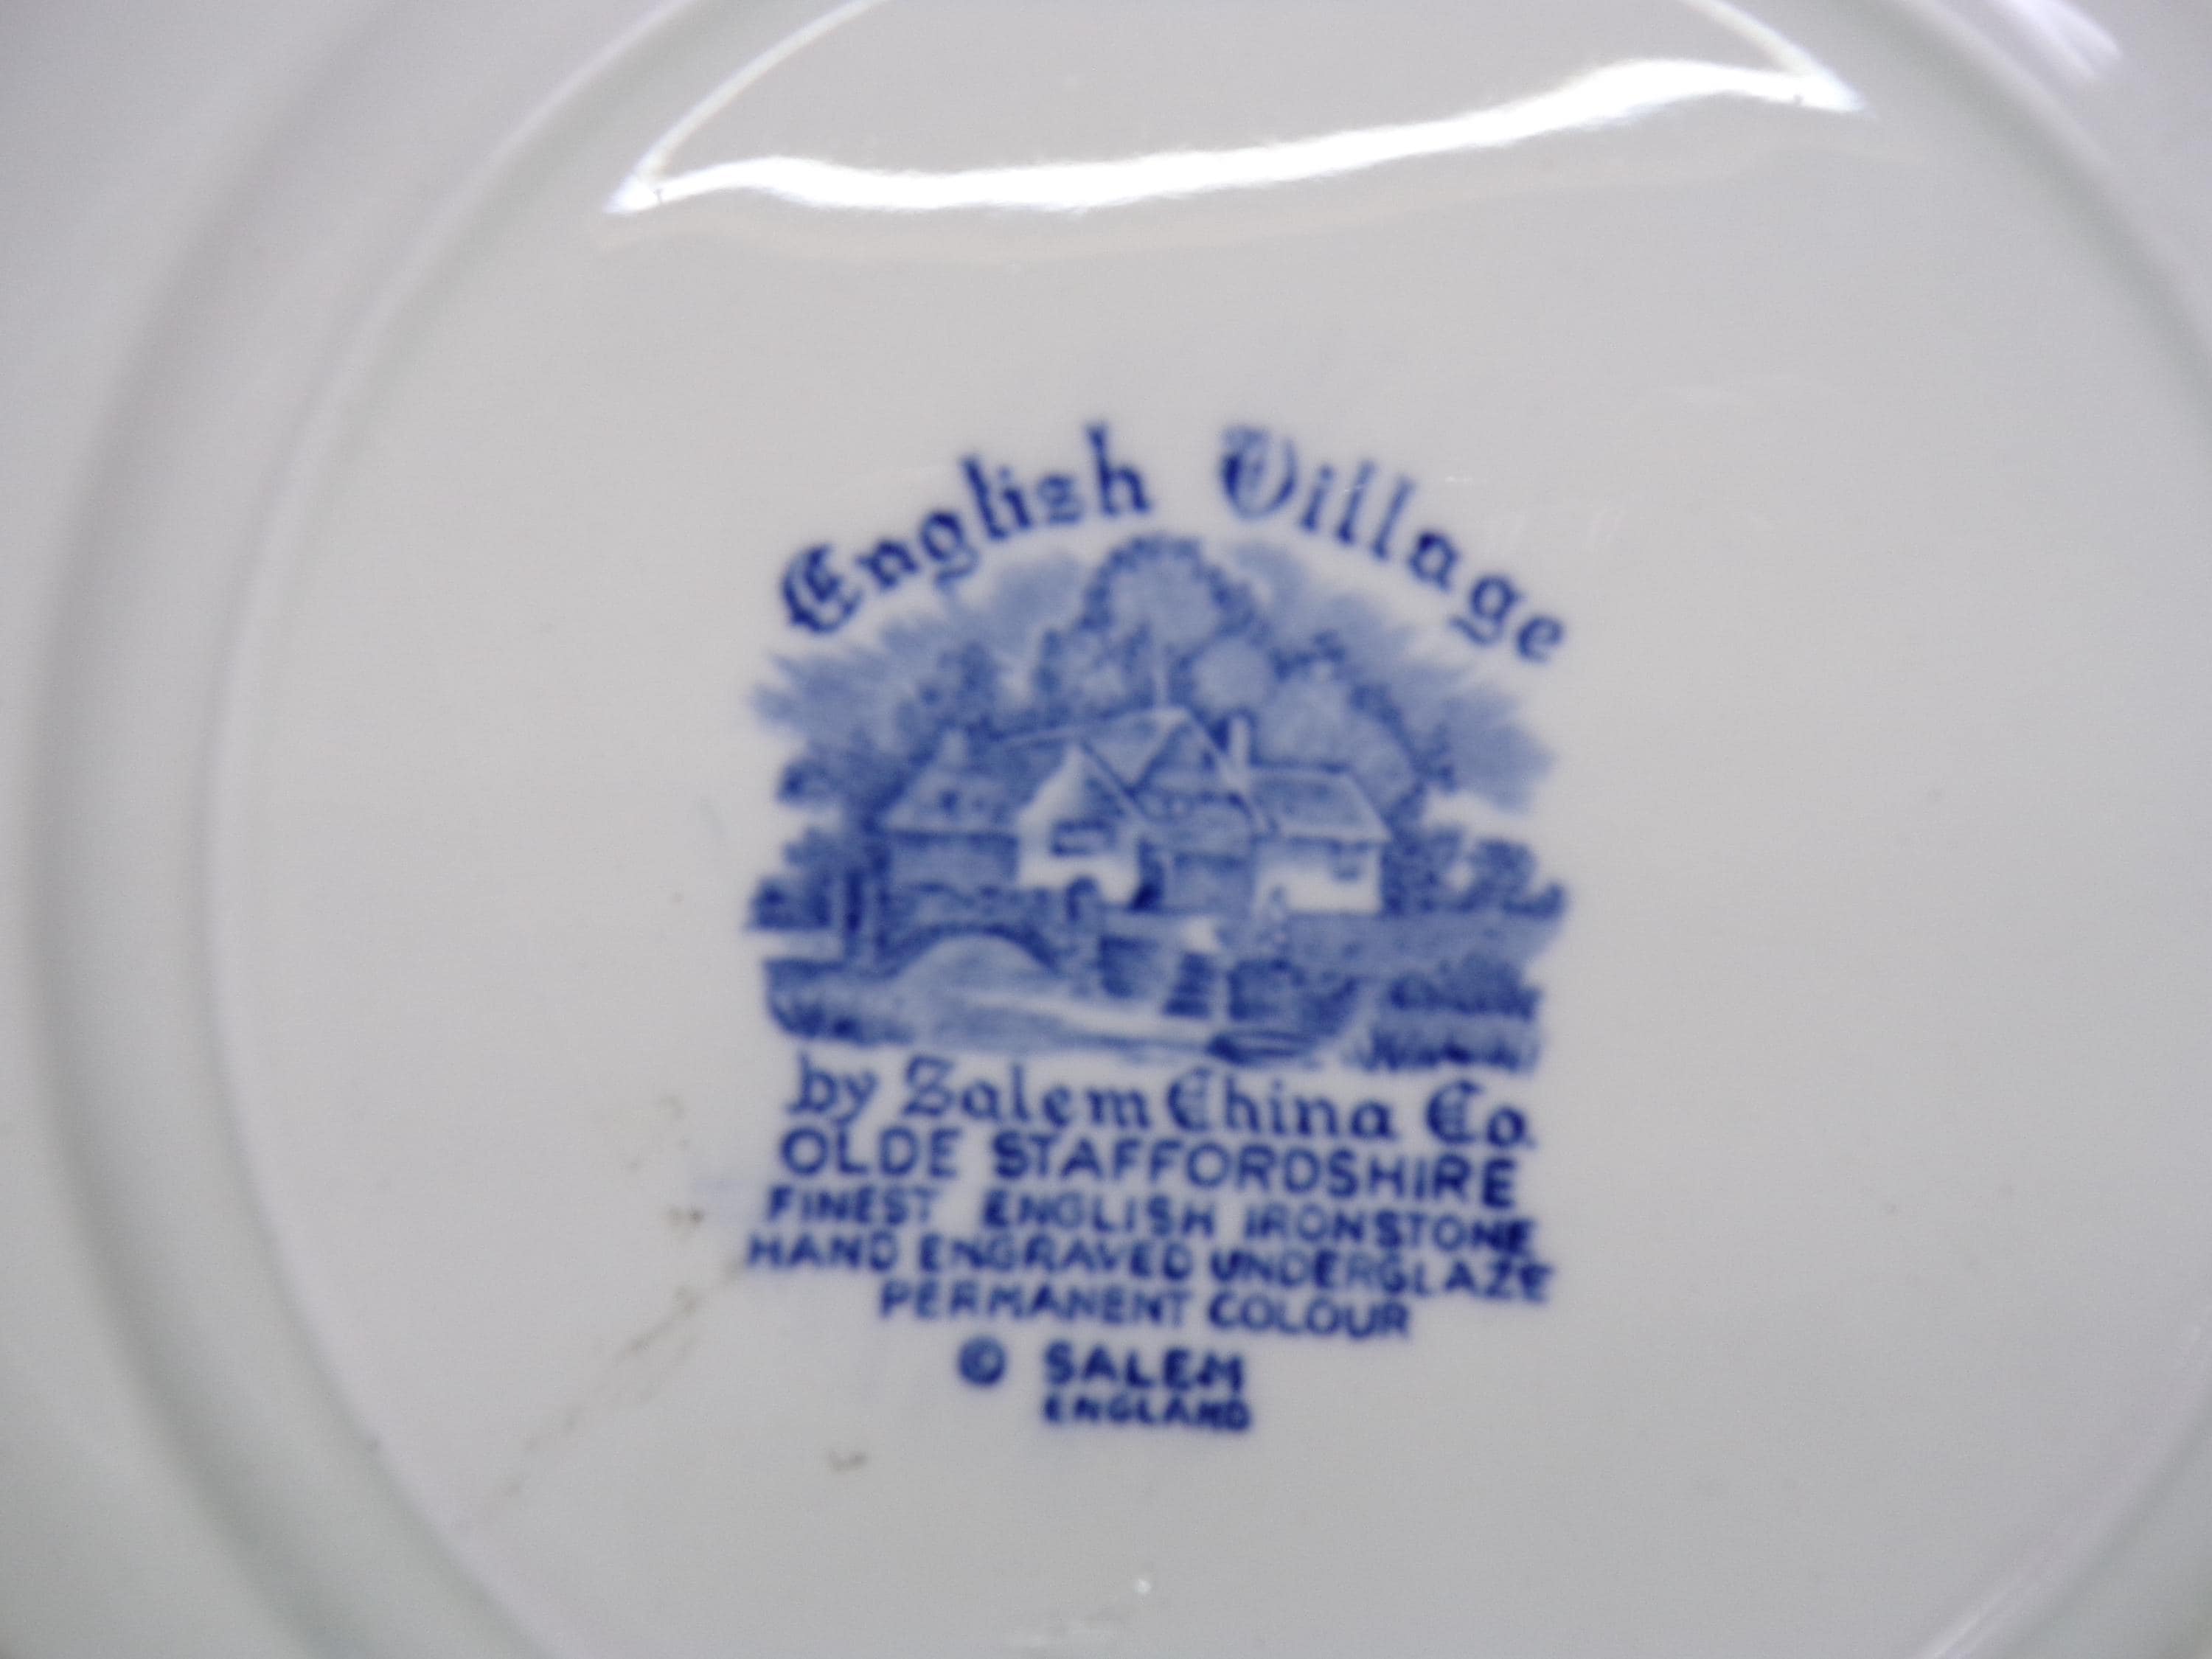 English Village
by Salem China Co.
OLDE STAFFORDSHIRE
FINEST ENGLISH IRONSTONE
HAND ENGRAVED UNDERGLAZE
PERMANENT COLOUR
© SALEM
ENGLAND